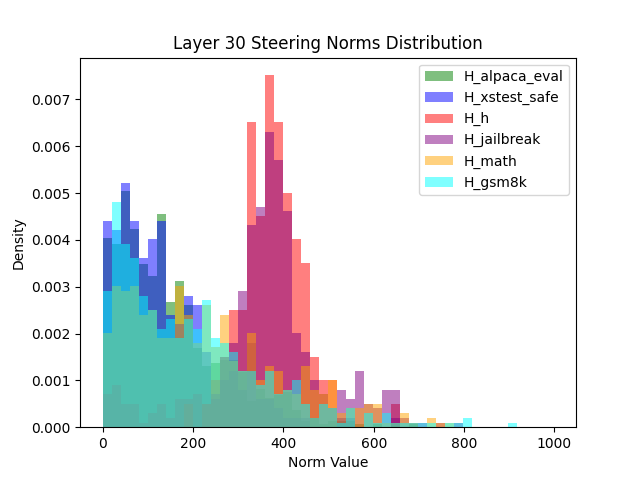 Layer 30 Steering Norms Distribution
H_alpaca_eval
H_xstest_safe
H_h
H_jailbreak
H_math
H_gsm8k
Density
0.007
0.006
0.005
0.004
0.003
0.002
0.001
0.000
0
200
400
600
800
1000
Norm Value